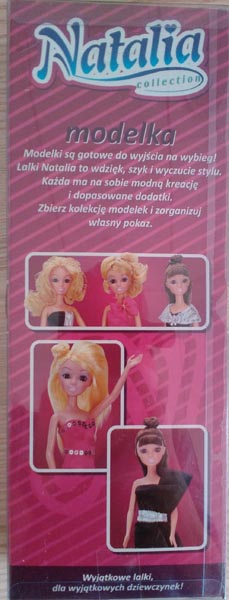 Natalia
collection
modelka
Modelki są gotowe do wyjścia na wybieg!
Lalki Natalia to wdzięk, szyk i wyczucie stylu.
Każda ma na sobie modną kreację
i dopasowane dodatki.
Zbierz kolekcję modelek i zorganizuj
własny pokaz.
Wyjątkowe lalki,
dla wyjątkowych dziewczynek!